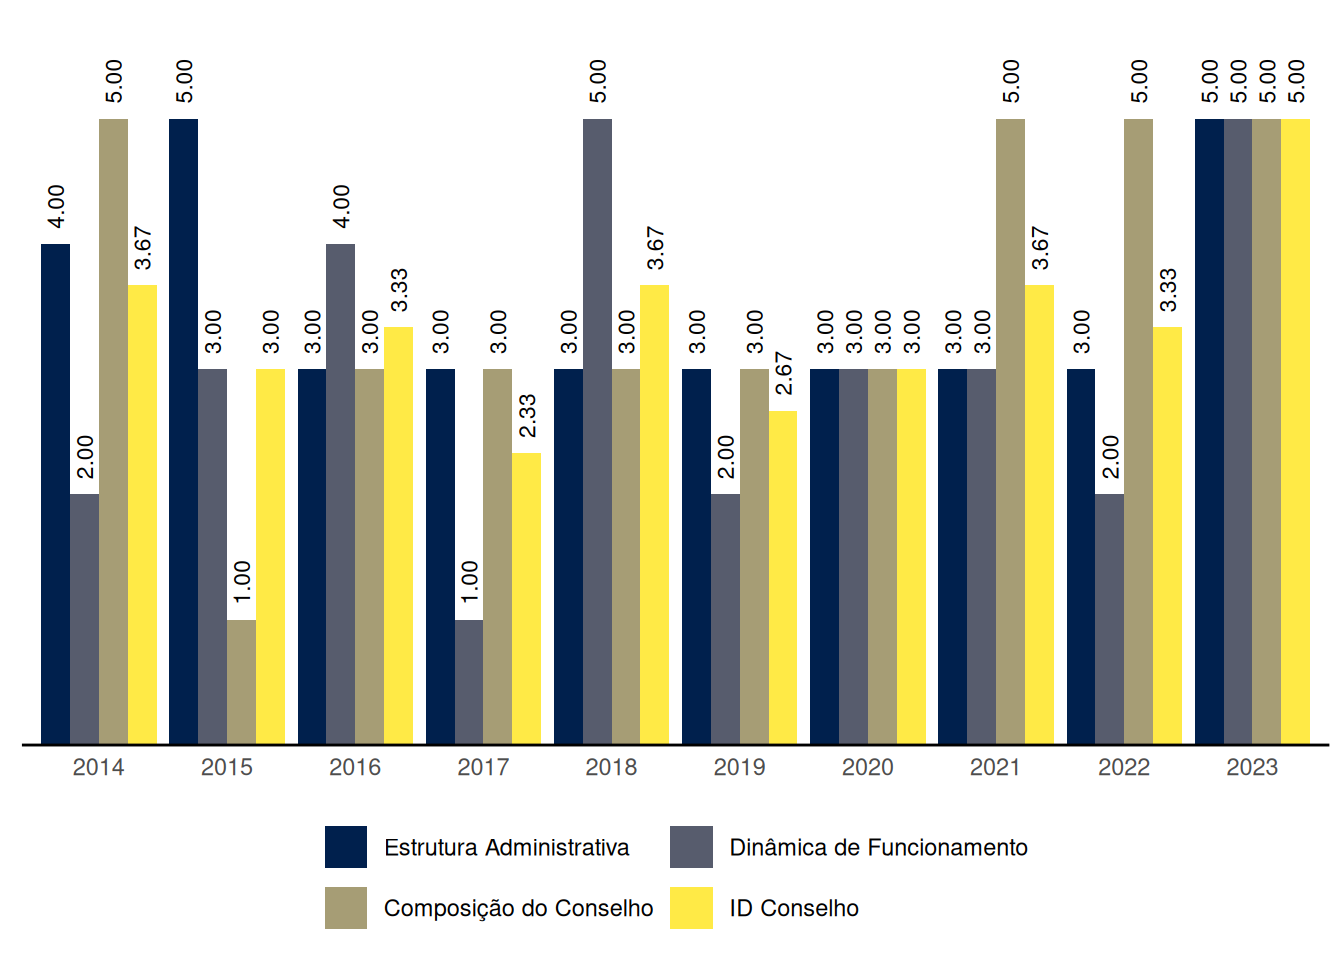 4.00 2.00 5.00 3.67 5.00 3.00 1.00 3.00 3.00 4.00 3.00 3.33 3.00 1.00 3.00 2.33 3.00 5.00 3.00 3.67 3.00 2.00 3.00 2.67 3.00 3.00 3.00 3.00 3.00 3.00 5.00 3.67 3.00 2.00 5.00 3.33 5.00 5.00 5.00 5.00
2014 2015 2016 2017 2018 2019 2020 2021 2022 2023
Estrutura Administrativa Dinâmica de Funcionamento
Composição do Conselho ID Conselho